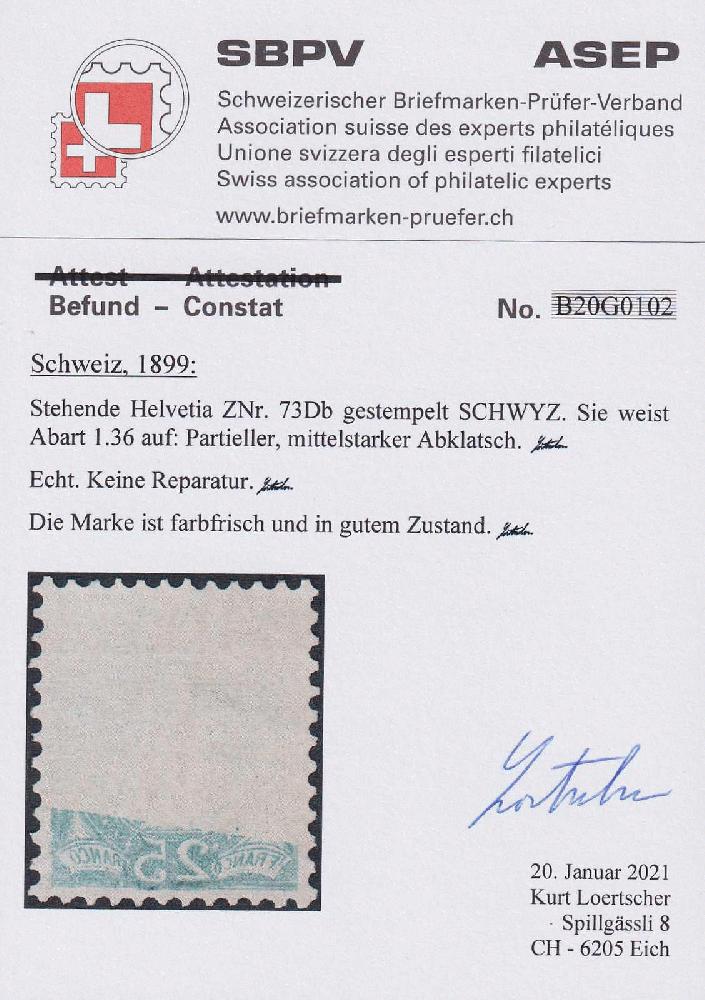 SBPV ASEP
Schweizerischer Briefmarken-Prüfer-Verband
Association suisse des experts philatéliques
Unione svizzera degli esperti filatelici
Swiss association of philatelic experts
www.briefmarken-pruefer.ch
Attest – Attestation
Befund – Constat
No. B20G0102
Schweiz, 1899:
Stehende Helvetia ZNr. 73Db gestempelt SCHWYZ. Sie weist
Abart 1.36 auf: Partieller, mittelstarker Abklatsch.
Echt. Keine Reparatur.
Die Marke ist farbfrisch und in gutem Zustand.
FRANCO 25 FRANCO
20. Januar 2021
Kurt Loertscher
Spillgässli 8
CH - 6205 Eich